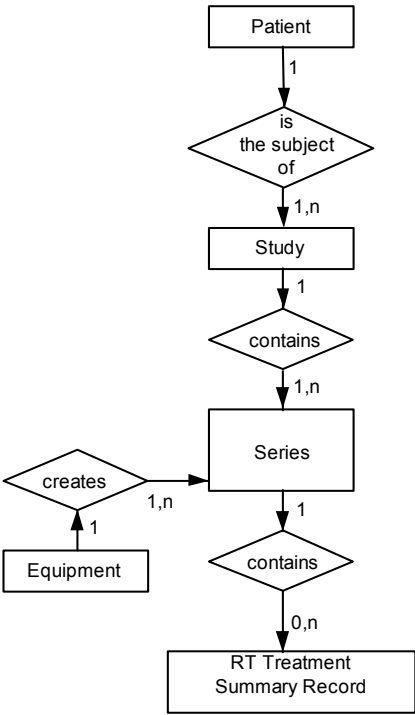 Patient
1
is
the subject
of
1,n
Study
1
contains
1,n
Series
creates
1,n
1
Equipment
1
contains
0,n
RT Treatment
Summary Record